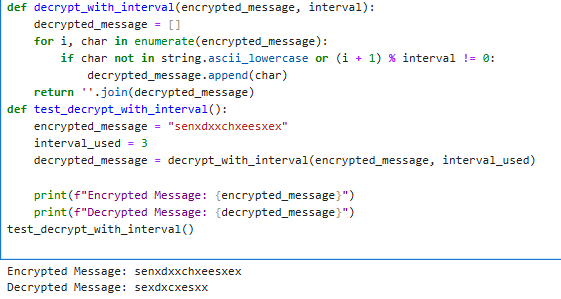 def decrypt_with_interval(encrypted_message, interval):
    decrypted_message = []
    for i, char in enumerate(encrypted_message):
        if char not in string.ascii_lowercase or (i + 1) % interval != 0:
            decrypted_message.append(char)
    return ''.join(decrypted_message)
def test_decrypt_with_interval():
    encrypted_message = "senxdxxchxeesxex"
    interval_used = 3
    decrypted_message = decrypt_with_interval(encrypted_message, interval_used)

    print(f"Encrypted Message: {encrypted_message}")
    print(f"Decrypted Message: {decrypted_message}")
test_decrypt_with_interval()

Encrypted Message: senxdxxchxeesxex
Decrypted Message: sexdxcxesxx